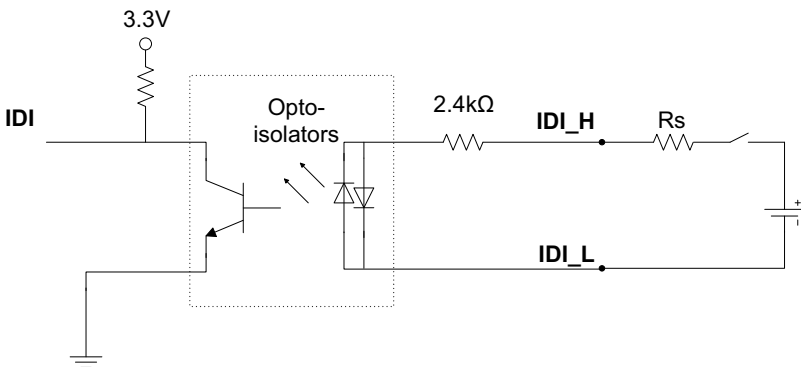 3.3V
IDI
Opto-
isolators
2.4kΩ
IDI_H
Rs
+
−
IDI_L